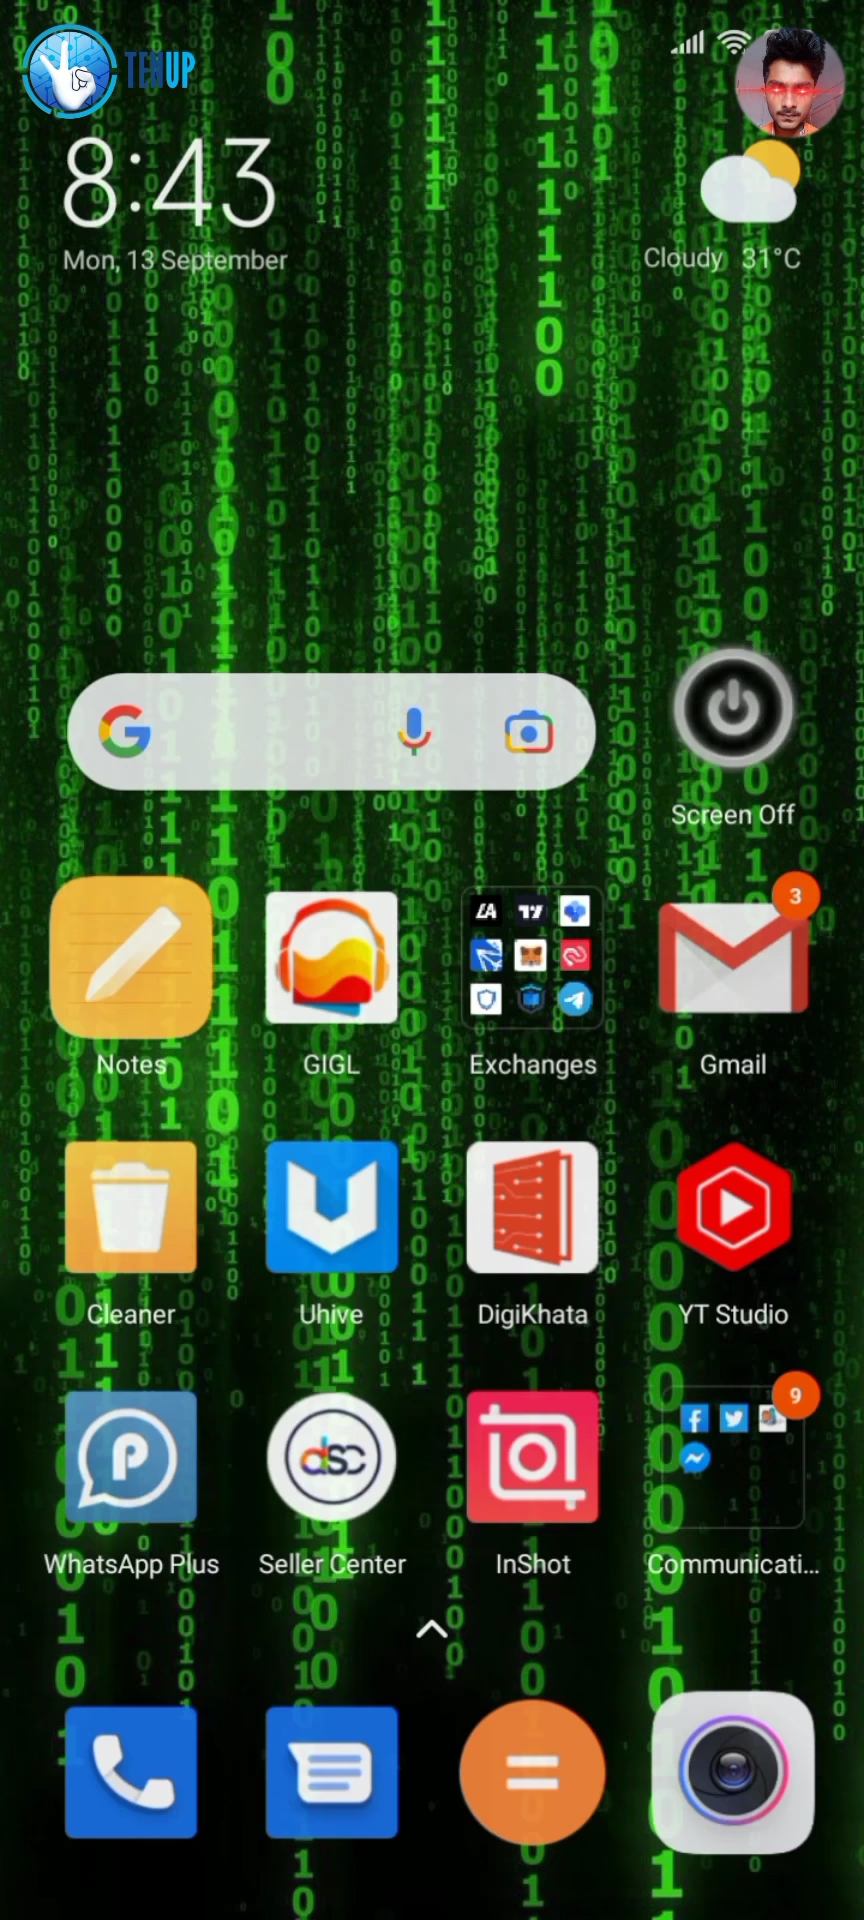 TENUP
8:43
Mon, 13 September
Cloudy 31°C
Screen Off
3
Notes
GIGL
Exchanges
Gmail
Cleaner
Uhive
DigiKhata
YT Studio
9
dsc
WhatsApp Plus
Seller Center
InShot
Communicati...